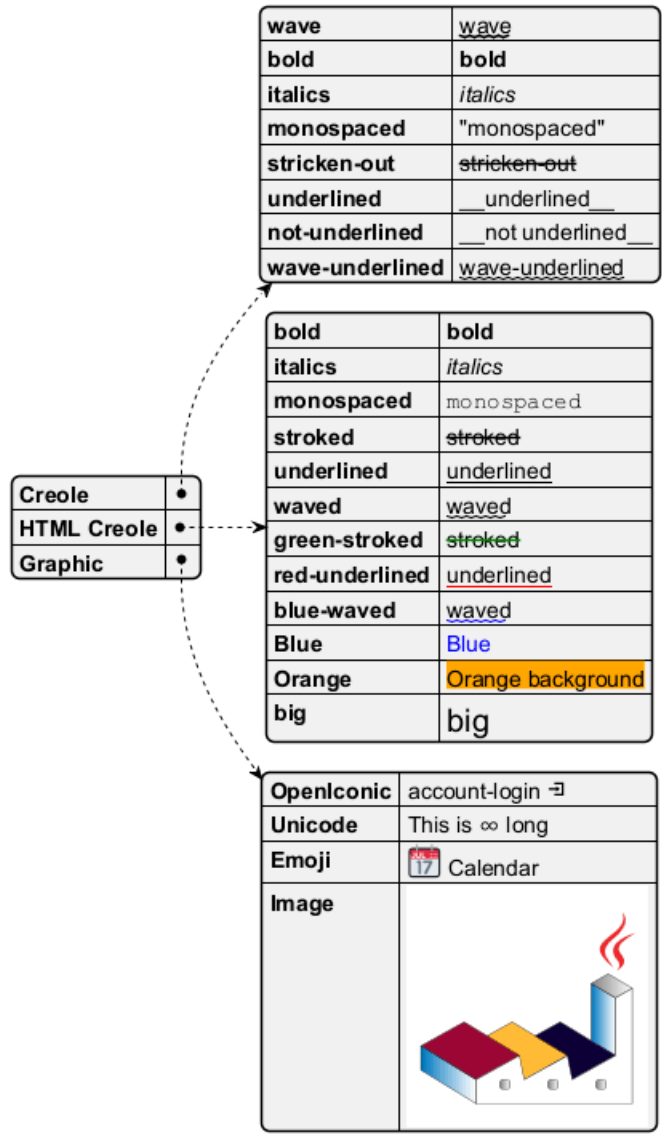 wave wave
bold bold
italics italics
monospaced "monospaced"
stricken-out stricken-out
underlined __underlined__
not-underlined __not underlined__
wave-underlined wave-underlined
bold bold
italics italics
monospaced monospaced
stroked stroked
underlined underlined
waved waved
green-stroked stroked
red-underlined underlined
blue-waved waved
Blue Blue
Orange Orange background
big big
Creole
HTML Creole
Graphic
OpenIconic account-login
Unicode This is ∞ long
Emoji JUL 17 Calendar
Image